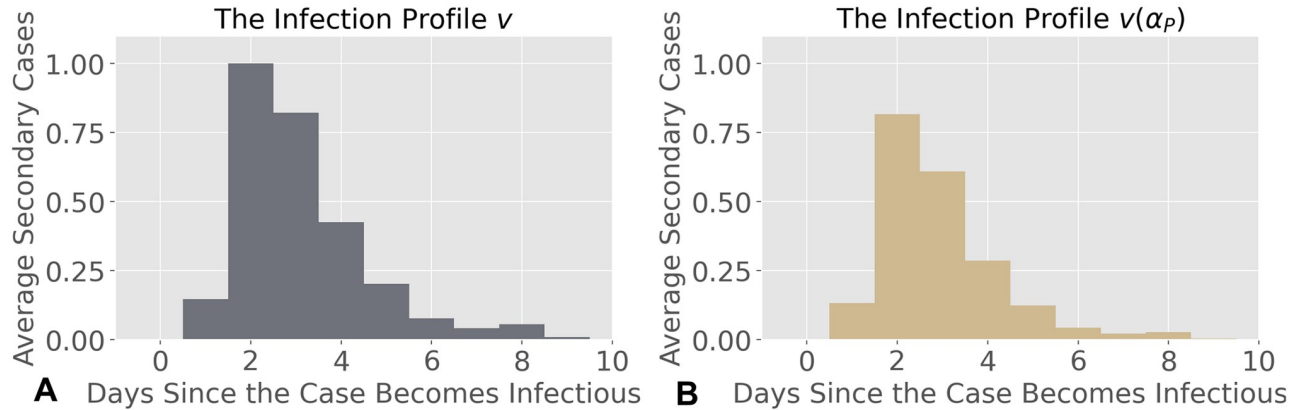 The Infection Profile v
Average Secondary Cases
1.00
0.75
0.50
0.25
0.00
0 2 4 6 8 10
A Days Since the Case Becomes Infectious
The Infection Profile v(α_P)
Average Secondary Cases
1.00
0.75
0.50
0.25
0.00
0 2 4 6 8 10
B Days Since the Case Becomes Infectious